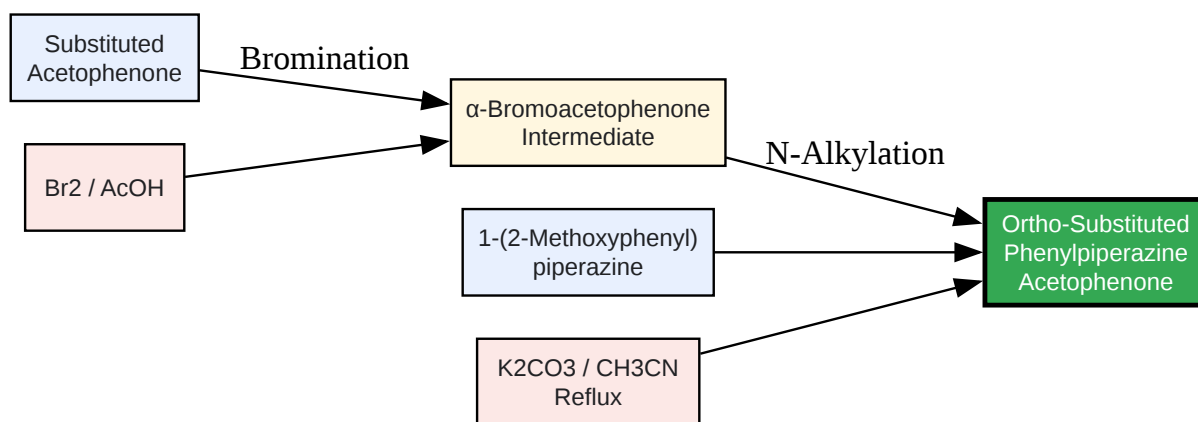 Substituted
Acetophenone
Bromination
Br2 / AcOH
α-Bromoacetophenone
Intermediate
N-Alkylation
1-(2-Methoxyphenyl)
piperazine
K2CO3 / CH3CN
Reflux
Ortho-Substituted
Phenylpiperazine
Acetophenone